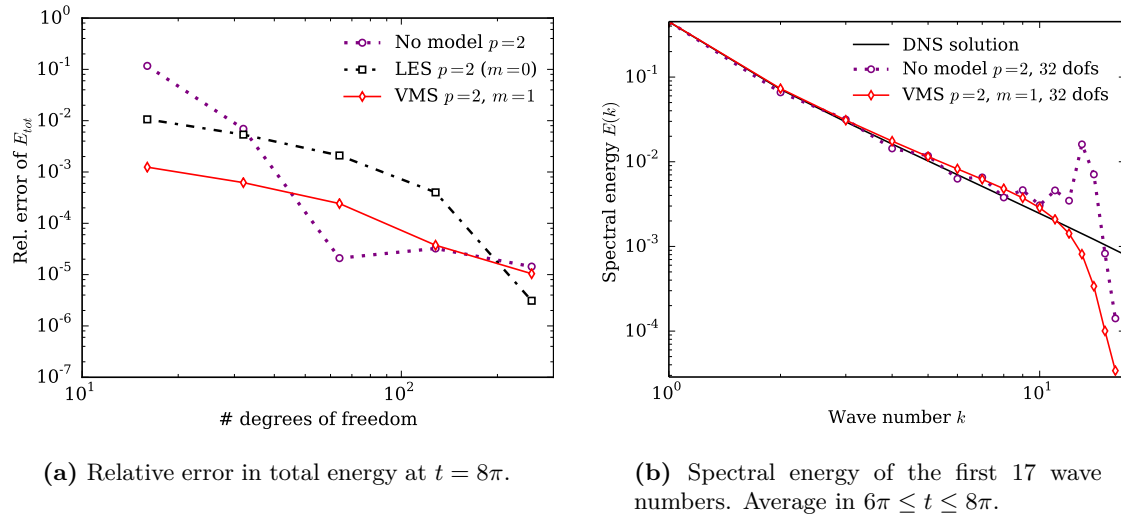 10^0
10^-1
10^-2
10^-3
10^-4
10^-5
10^-6
10^-7
Rel. error of E_tot
No model p=2
LES p=2 (m=0)
VMS p=2, m=1
10^1
10^2
# degrees of freedom
(a) Relative error in total energy at t = 8π.
10^-1
10^-2
10^-3
10^-4
Spectral energy E(k)
DNS solution
No model p=2, 32 dofs
VMS p=2, m=1, 32 dofs
10^0
10^1
Wave number k
(b) Spectral energy of the first 17 wave
numbers. Average in 6π ≤ t ≤ 8π.